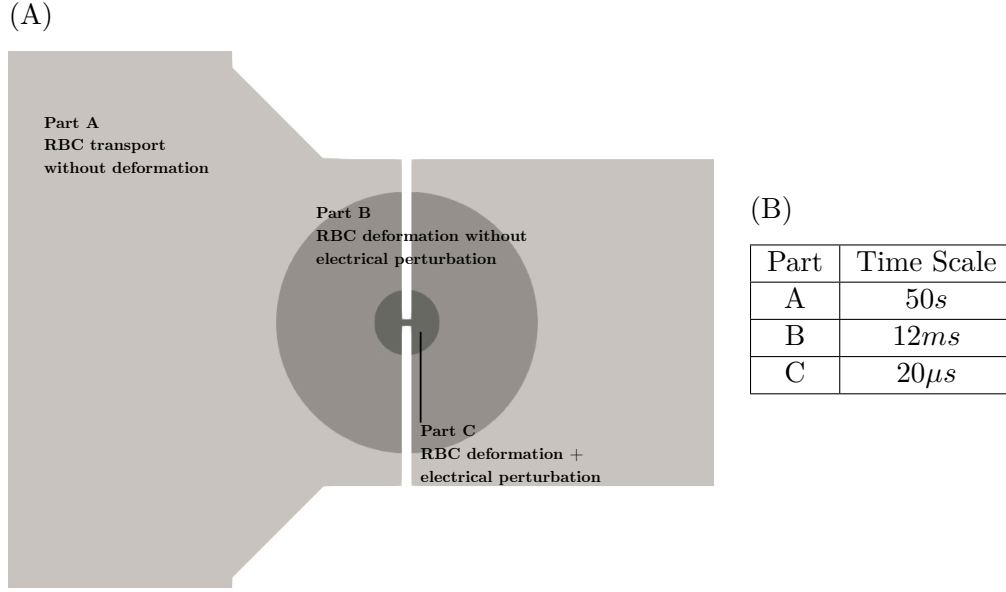 (A)
Part A
RBC transport
without deformation
Part B
RBC deformation without
electrical perturbation
Part C
RBC deformation +
electrical perturbation
(B)
Part Time Scale
A 50s
B 12ms
C 20μs